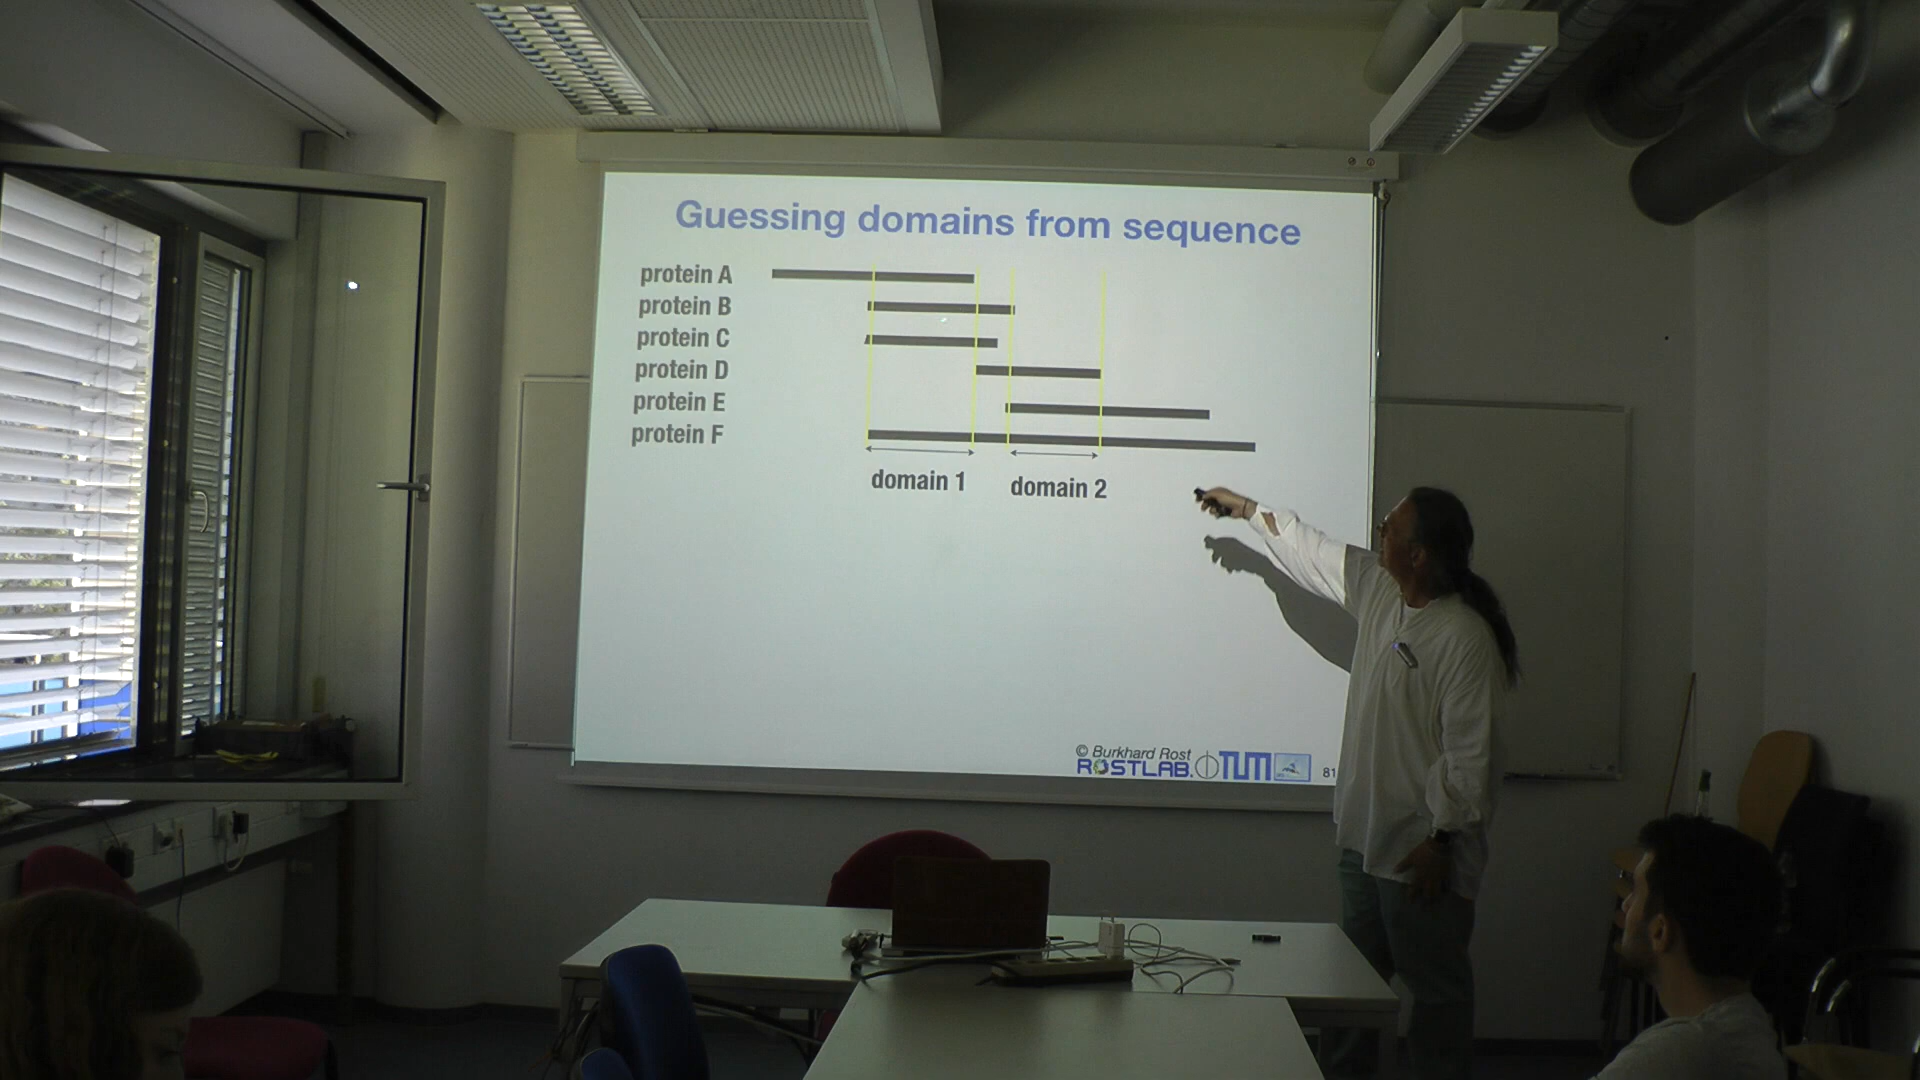 Guessing domains from sequence
protein A
protein B
protein C
protein D
protein E
protein F
domain 1
domain 2
© Burkhard Rost
ROSTLAB.
TUM
81